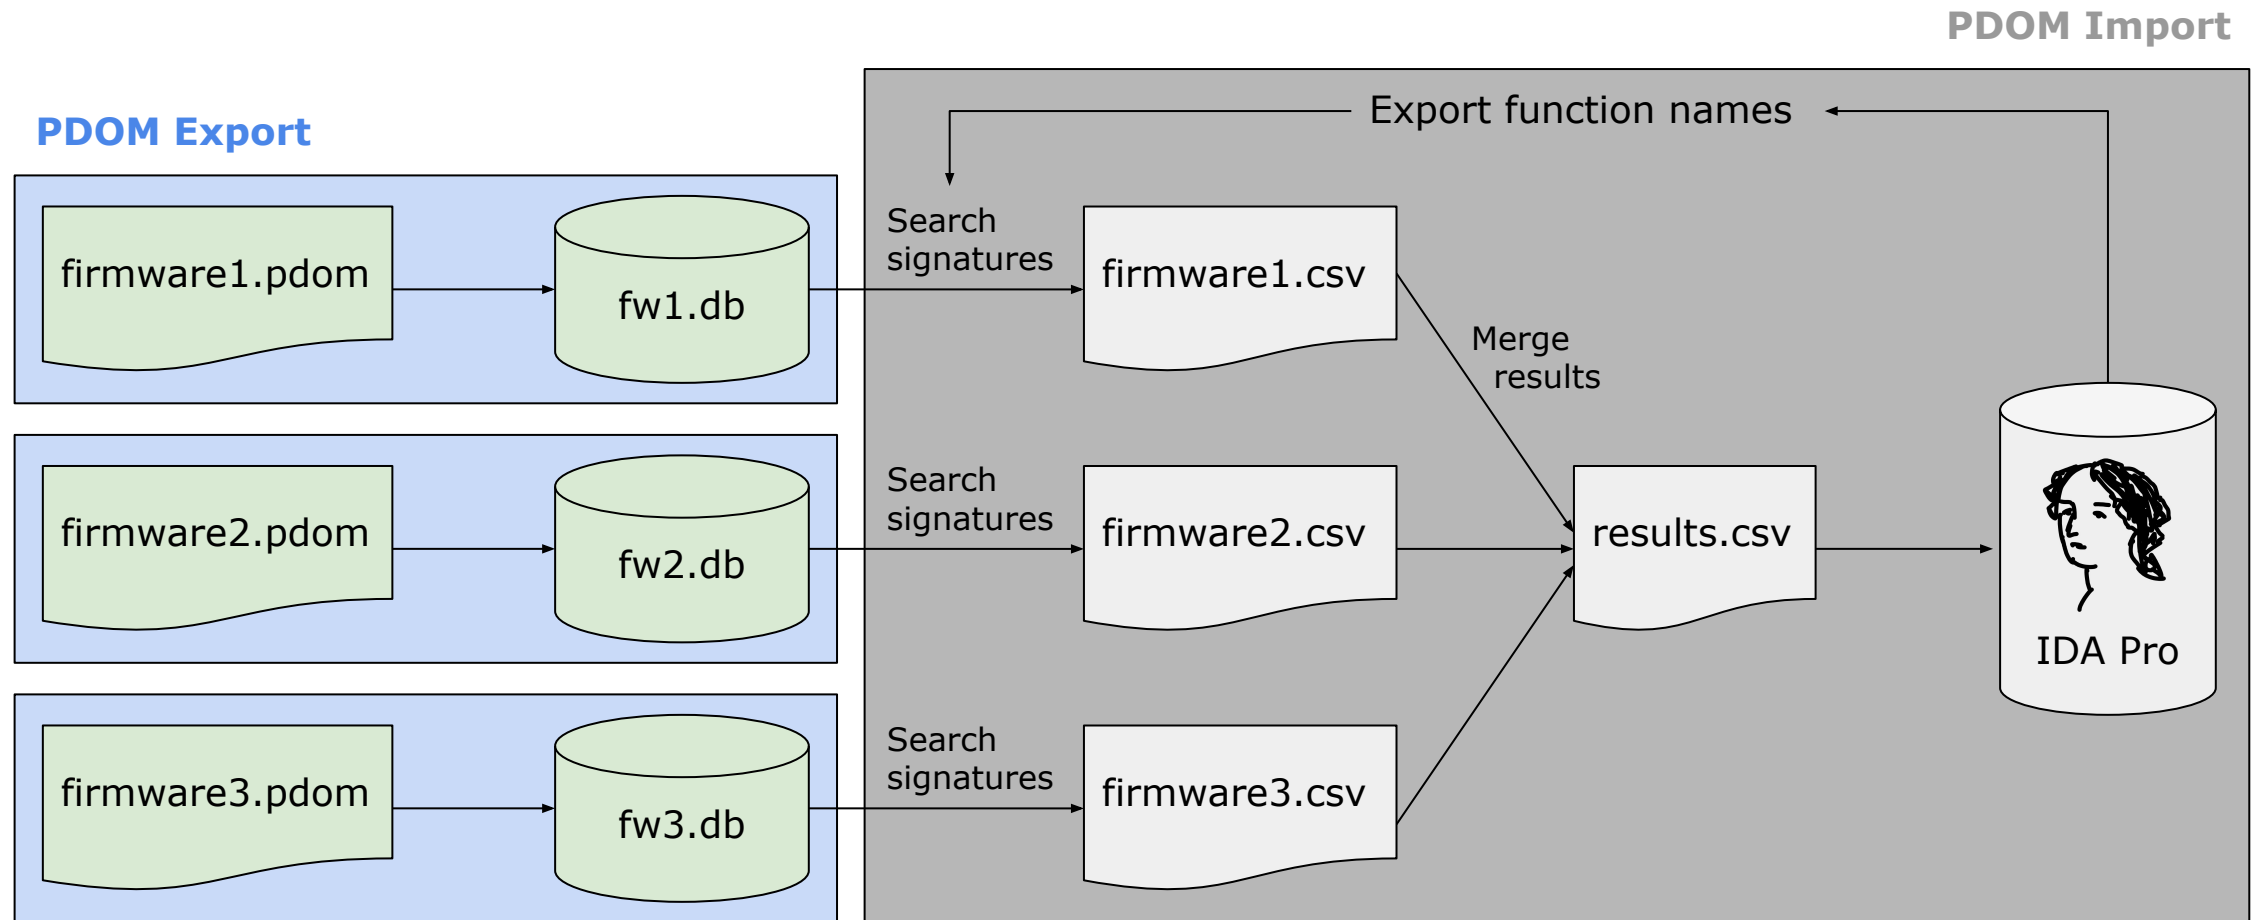 PDOM Import
PDOM Export
Export function names
firmware1.pdom
fw1.db
Search
signatures
firmware1.csv
Merge
results
firmware2.pdom
fw2.db
Search
signatures
firmware2.csv
results.csv
IDA Pro
firmware3.pdom
fw3.db
Search
signatures
firmware3.csv